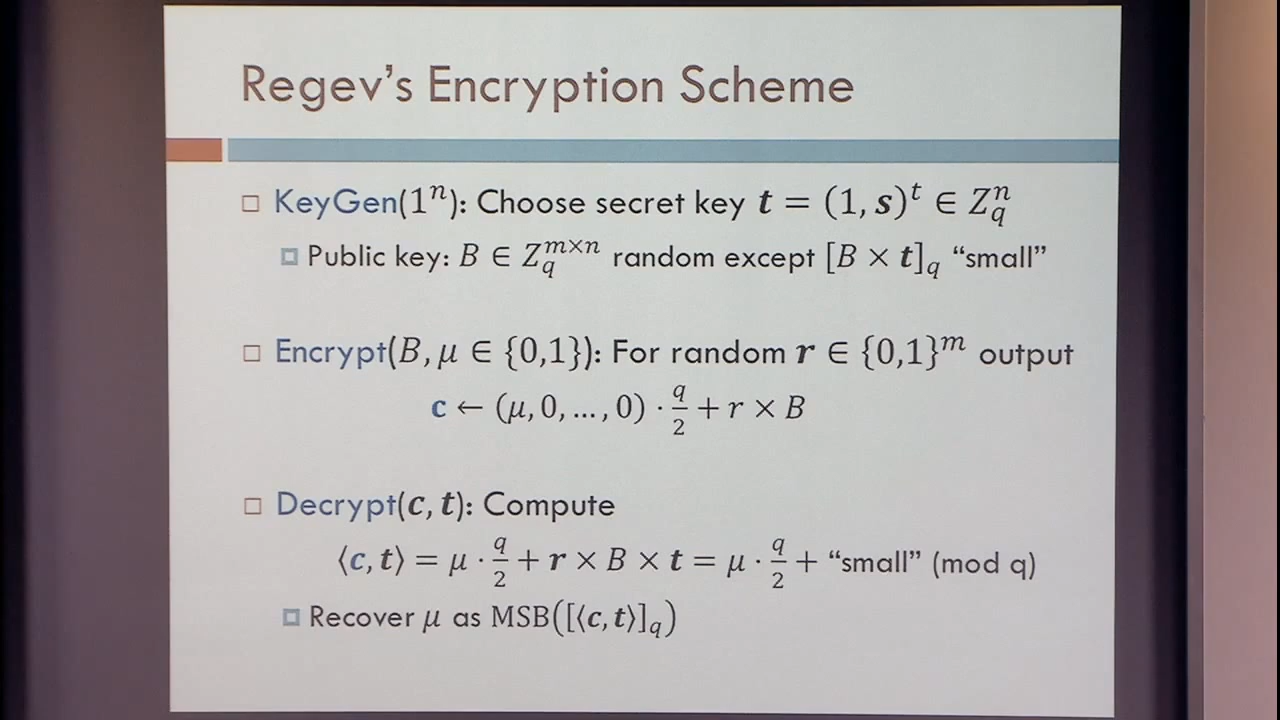 Regev's Encryption Scheme
KeyGen(1ⁿ): Choose secret key t = (1, s)ᵗ ∈ Z_q^n
Public key: B ∈ Z_q^{m×n} random except [B × t]_q “small”
Encrypt(B, μ ∈ {0,1}): For random r ∈ {0,1}^m output
c ← (μ, 0, …, 0) · q/2 + r × B
Decrypt(c, t): Compute
⟨c, t⟩ = μ · q/2 + r × B × t = μ · q/2 + “small” (mod q)
Recover μ as MSB([⟨c, t⟩]_q)